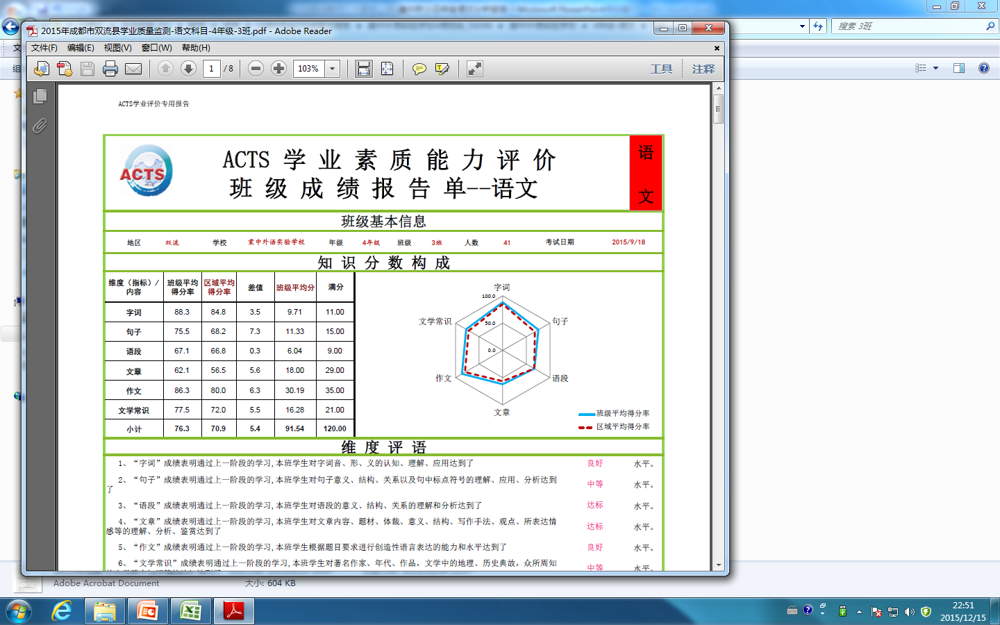 2015年成都市双流县学业质量监测-语文科目-4年级-3班.pdf - Adobe Reader
搜索 3班
文件(F) 编辑(E) 视图(V) 窗口(W) 帮助(H)
1 / 8 103% 工具 注释
ACTS学业评价专用报告
ACTS
ACTS 学 业 素 质 能 力 评 价
班 级 成 绩 报 告 单--语文
语
文
班级基本信息
地区 双流 学校 棠中外语实验学校 年级 4年级 班级 3班 人数 41 考试日期 2015/9/18
知 识 分 数 构 成
维度（指标）/内容 班级平均得分率 区域平均得分率 差值 班级平均分 满分
字词 88.3 84.8 3.5 9.71 11.00
句子 75.5 68.2 7.3 11.33 15.00
语段 67.1 66.8 0.3 6.04 9.00
文章 62.1 56.5 5.6 18.00 29.00
作文 86.3 80.0 6.3 30.19 35.00
文学常识 77.5 72.0 5.5 16.28 21.00
小计 76.3 70.9 5.4 91.54 120.00
字词
100.0
文学常识 50.0 句子
0.0
作文 语段
文章
班级平均得分率
区域平均得分率
维 度 评 语
1、“字词”成绩表明通过上一阶段的学习,本班学生对字词音、形、义的认知、理解、应用达到了 良好 水平。
2、“句子”成绩表明通过上一阶段的学习,本班学生对句子意义、结构、关系以及句中标点符号的理解、应用、分析达到
了 中等 水平。
3、“语段”成绩表明通过上一阶段的学习,本班学生对语段的意义、结构、关系的理解和分析达到了 达标 水平。
4、“文章”成绩表明通过上一阶段的学习,本班学生对文章内容、题材、体裁、意义、结构、写作手法、观点、所表达情
感等的理解、分析、鉴赏达到了 达标 水平。
5、“作文”成绩表明通过上一阶段的学习,本班学生根据题目要求进行创造性语言表达的能力和水平达到了 良好 水平。
6、“文学常识”成绩表明通过上一阶段的学习,本班学生对著名作家、年代、作品，文学中的地理、历史典故，众所周知 中等 水平。
Adobe Acrobat Document 大小: 604 KB
22:51
2015/12/15